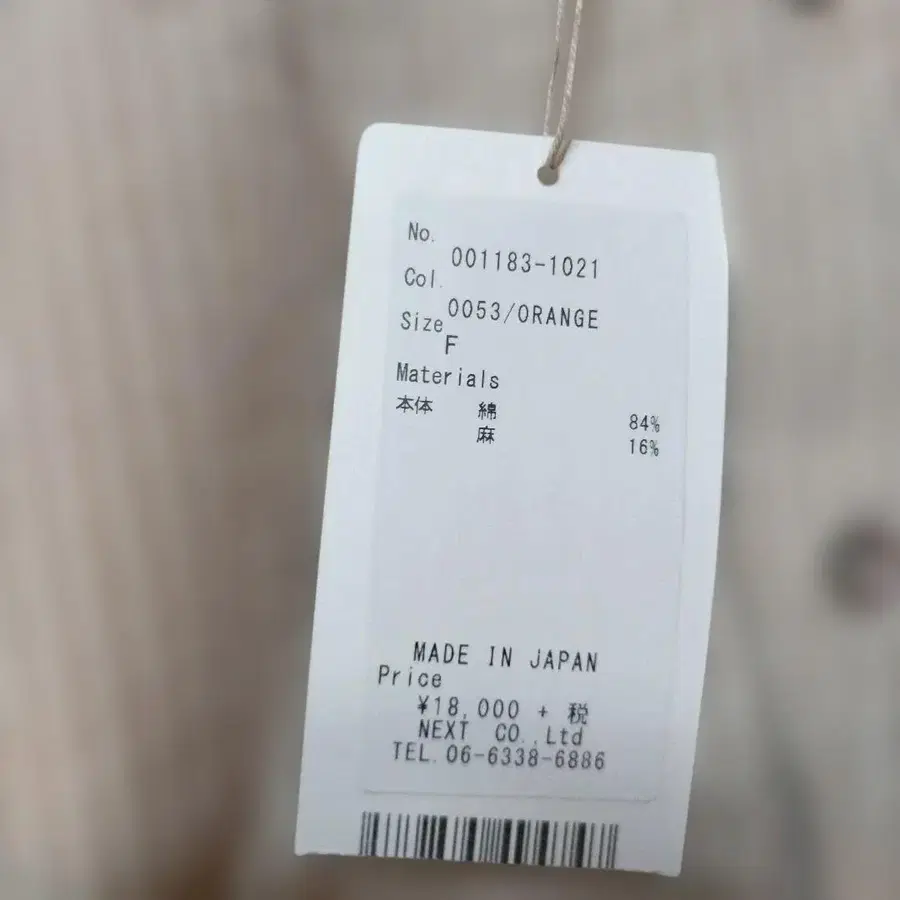 No.
001183-1021
Col.
0053/ORANGE
Size
F
Materials
本体 綿 84%
麻 16%
MADE IN JAPAN
Price
¥18,000 + 税
NEXT CO.,Ltd
TEL.06-6338-6886